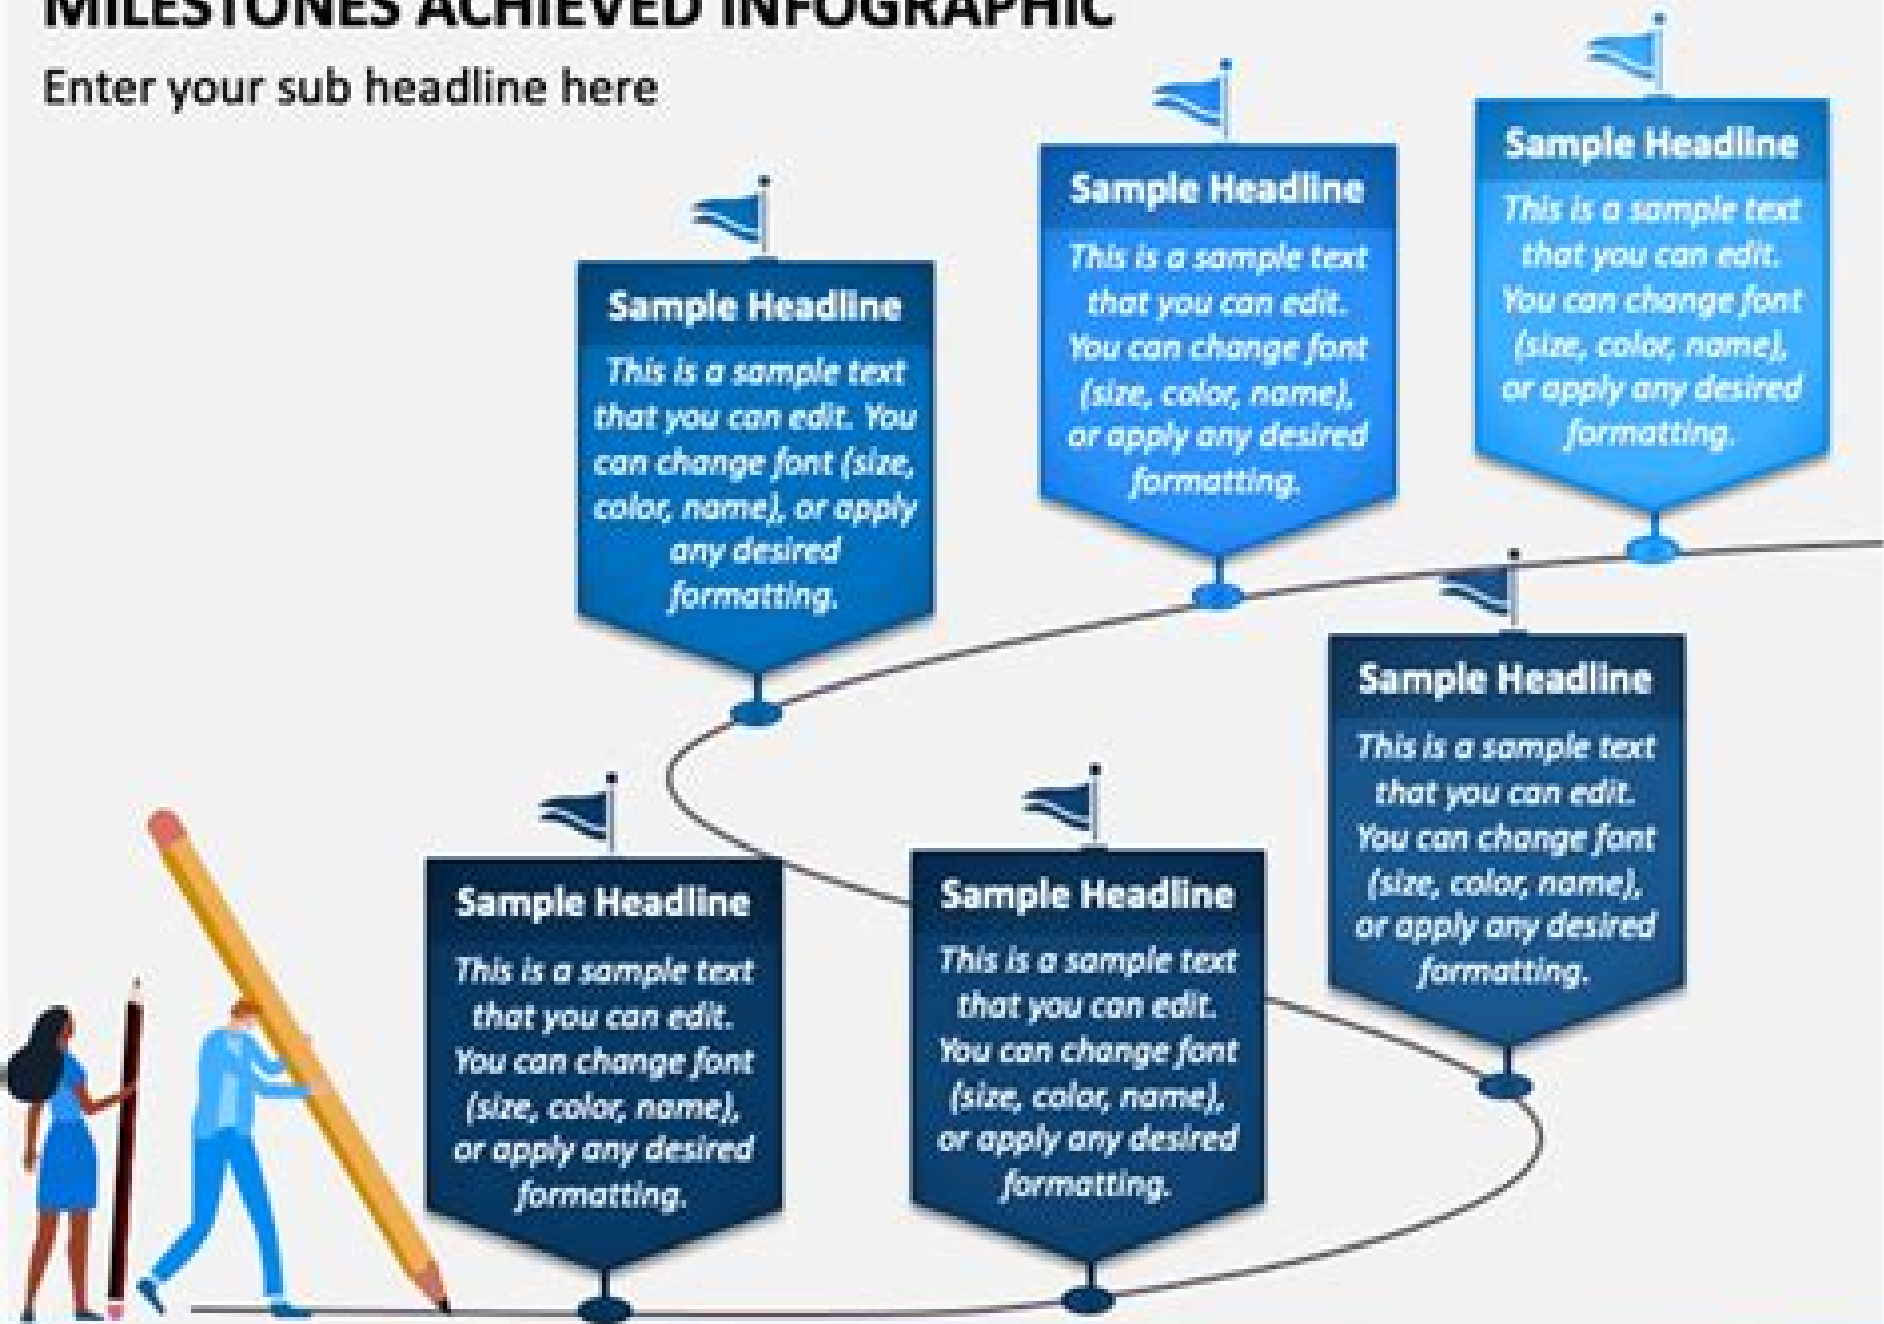 MILESTONES ACHIEVED INFOGRAPHIC
Enter your sub headline here
Sample Headline
This is a sample text
that you can edit. You
can change font (size,
color, name), or apply
any desired
formatting.
Sample Headline
This is a sample text
that you can edit.
You can change font
(size, color, name),
or apply any desired
formatting.
Sample Headline
This is a sample text
that you can edit.
You can change font
(size, color, name),
or apply any desired
formatting.
Sample Headline
This is a sample text
that you can edit.
You can change font
(size, color, name),
or apply any desired
formatting.
Sample Headline
This is a sample text
that you can edit.
You can change font
(size, color, name),
or apply any desired
formatting.
Sample Headline
This is a sample text
that you can edit.
You can change font
(size, color, name),
or apply any desired
formatting.